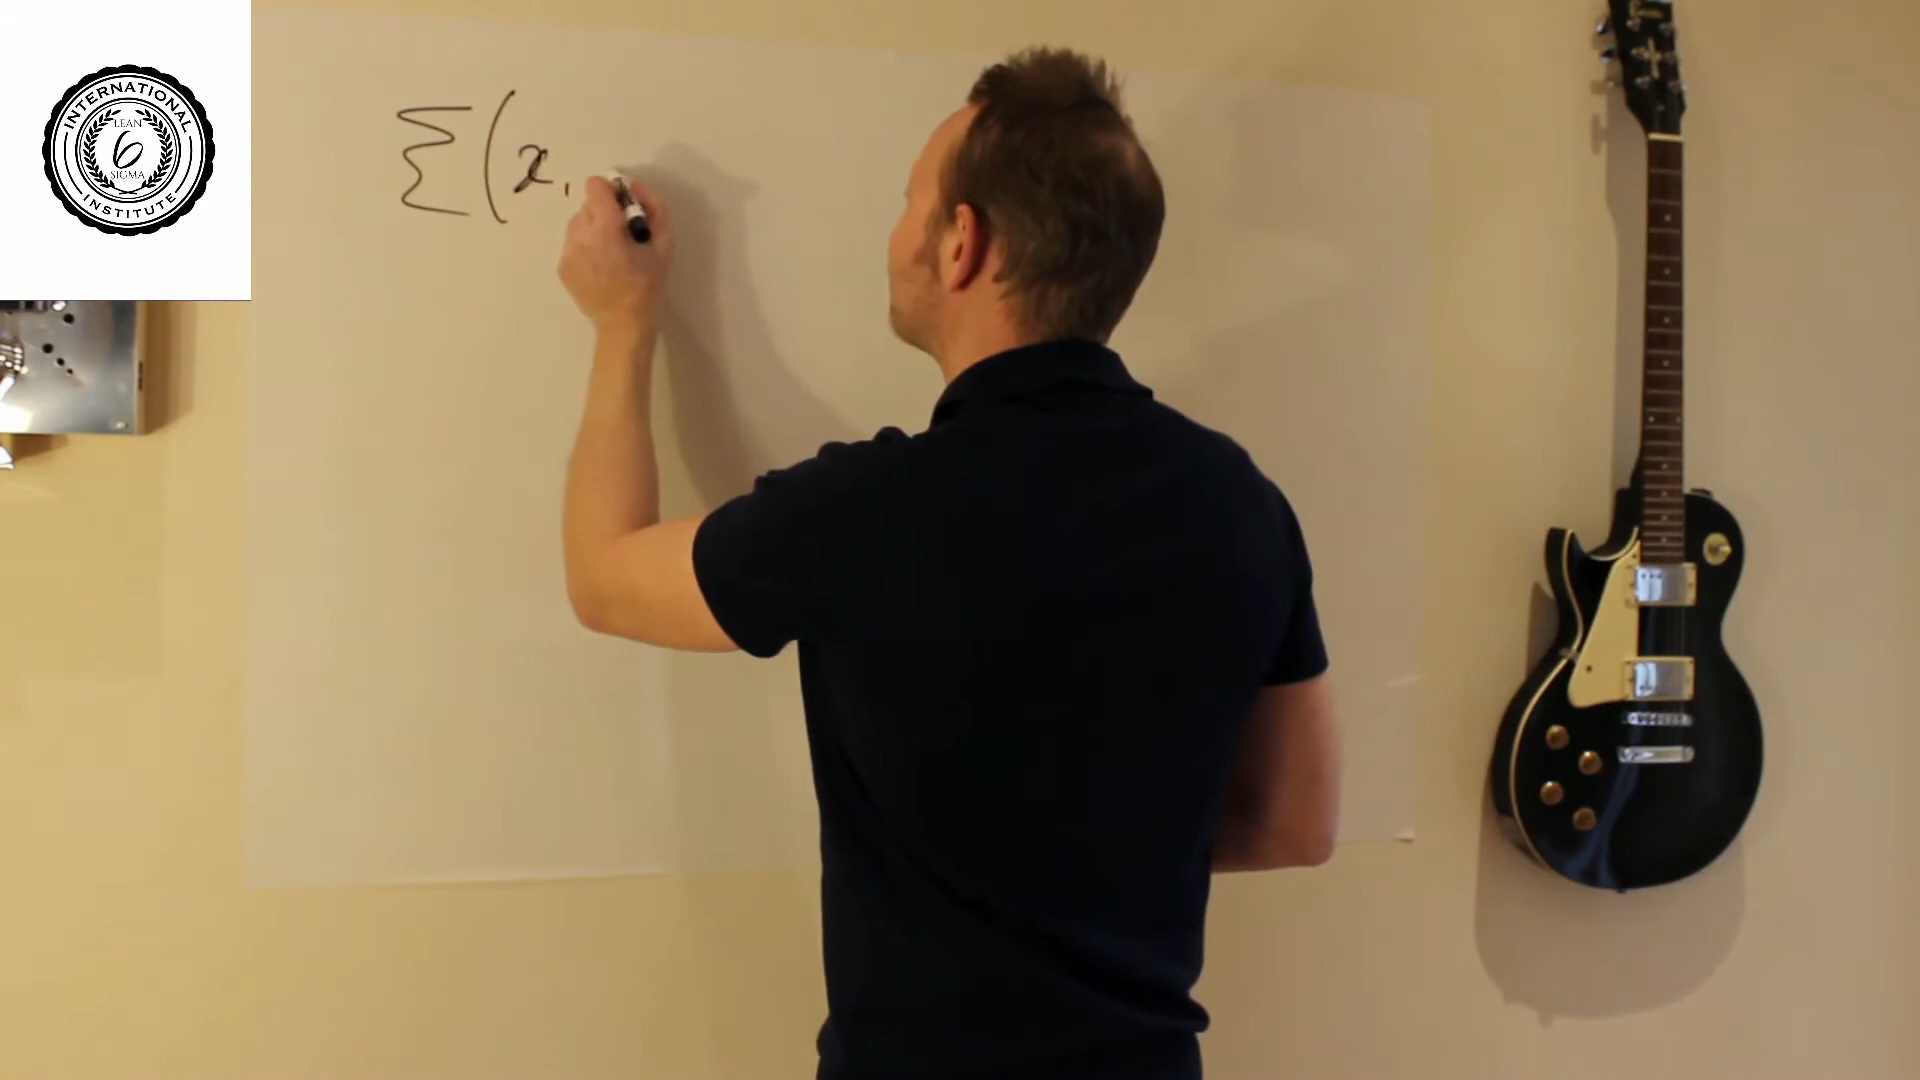 INTERNATIONAL
LEAN
6
SIGMA
INSTITUTE
Σ(x,